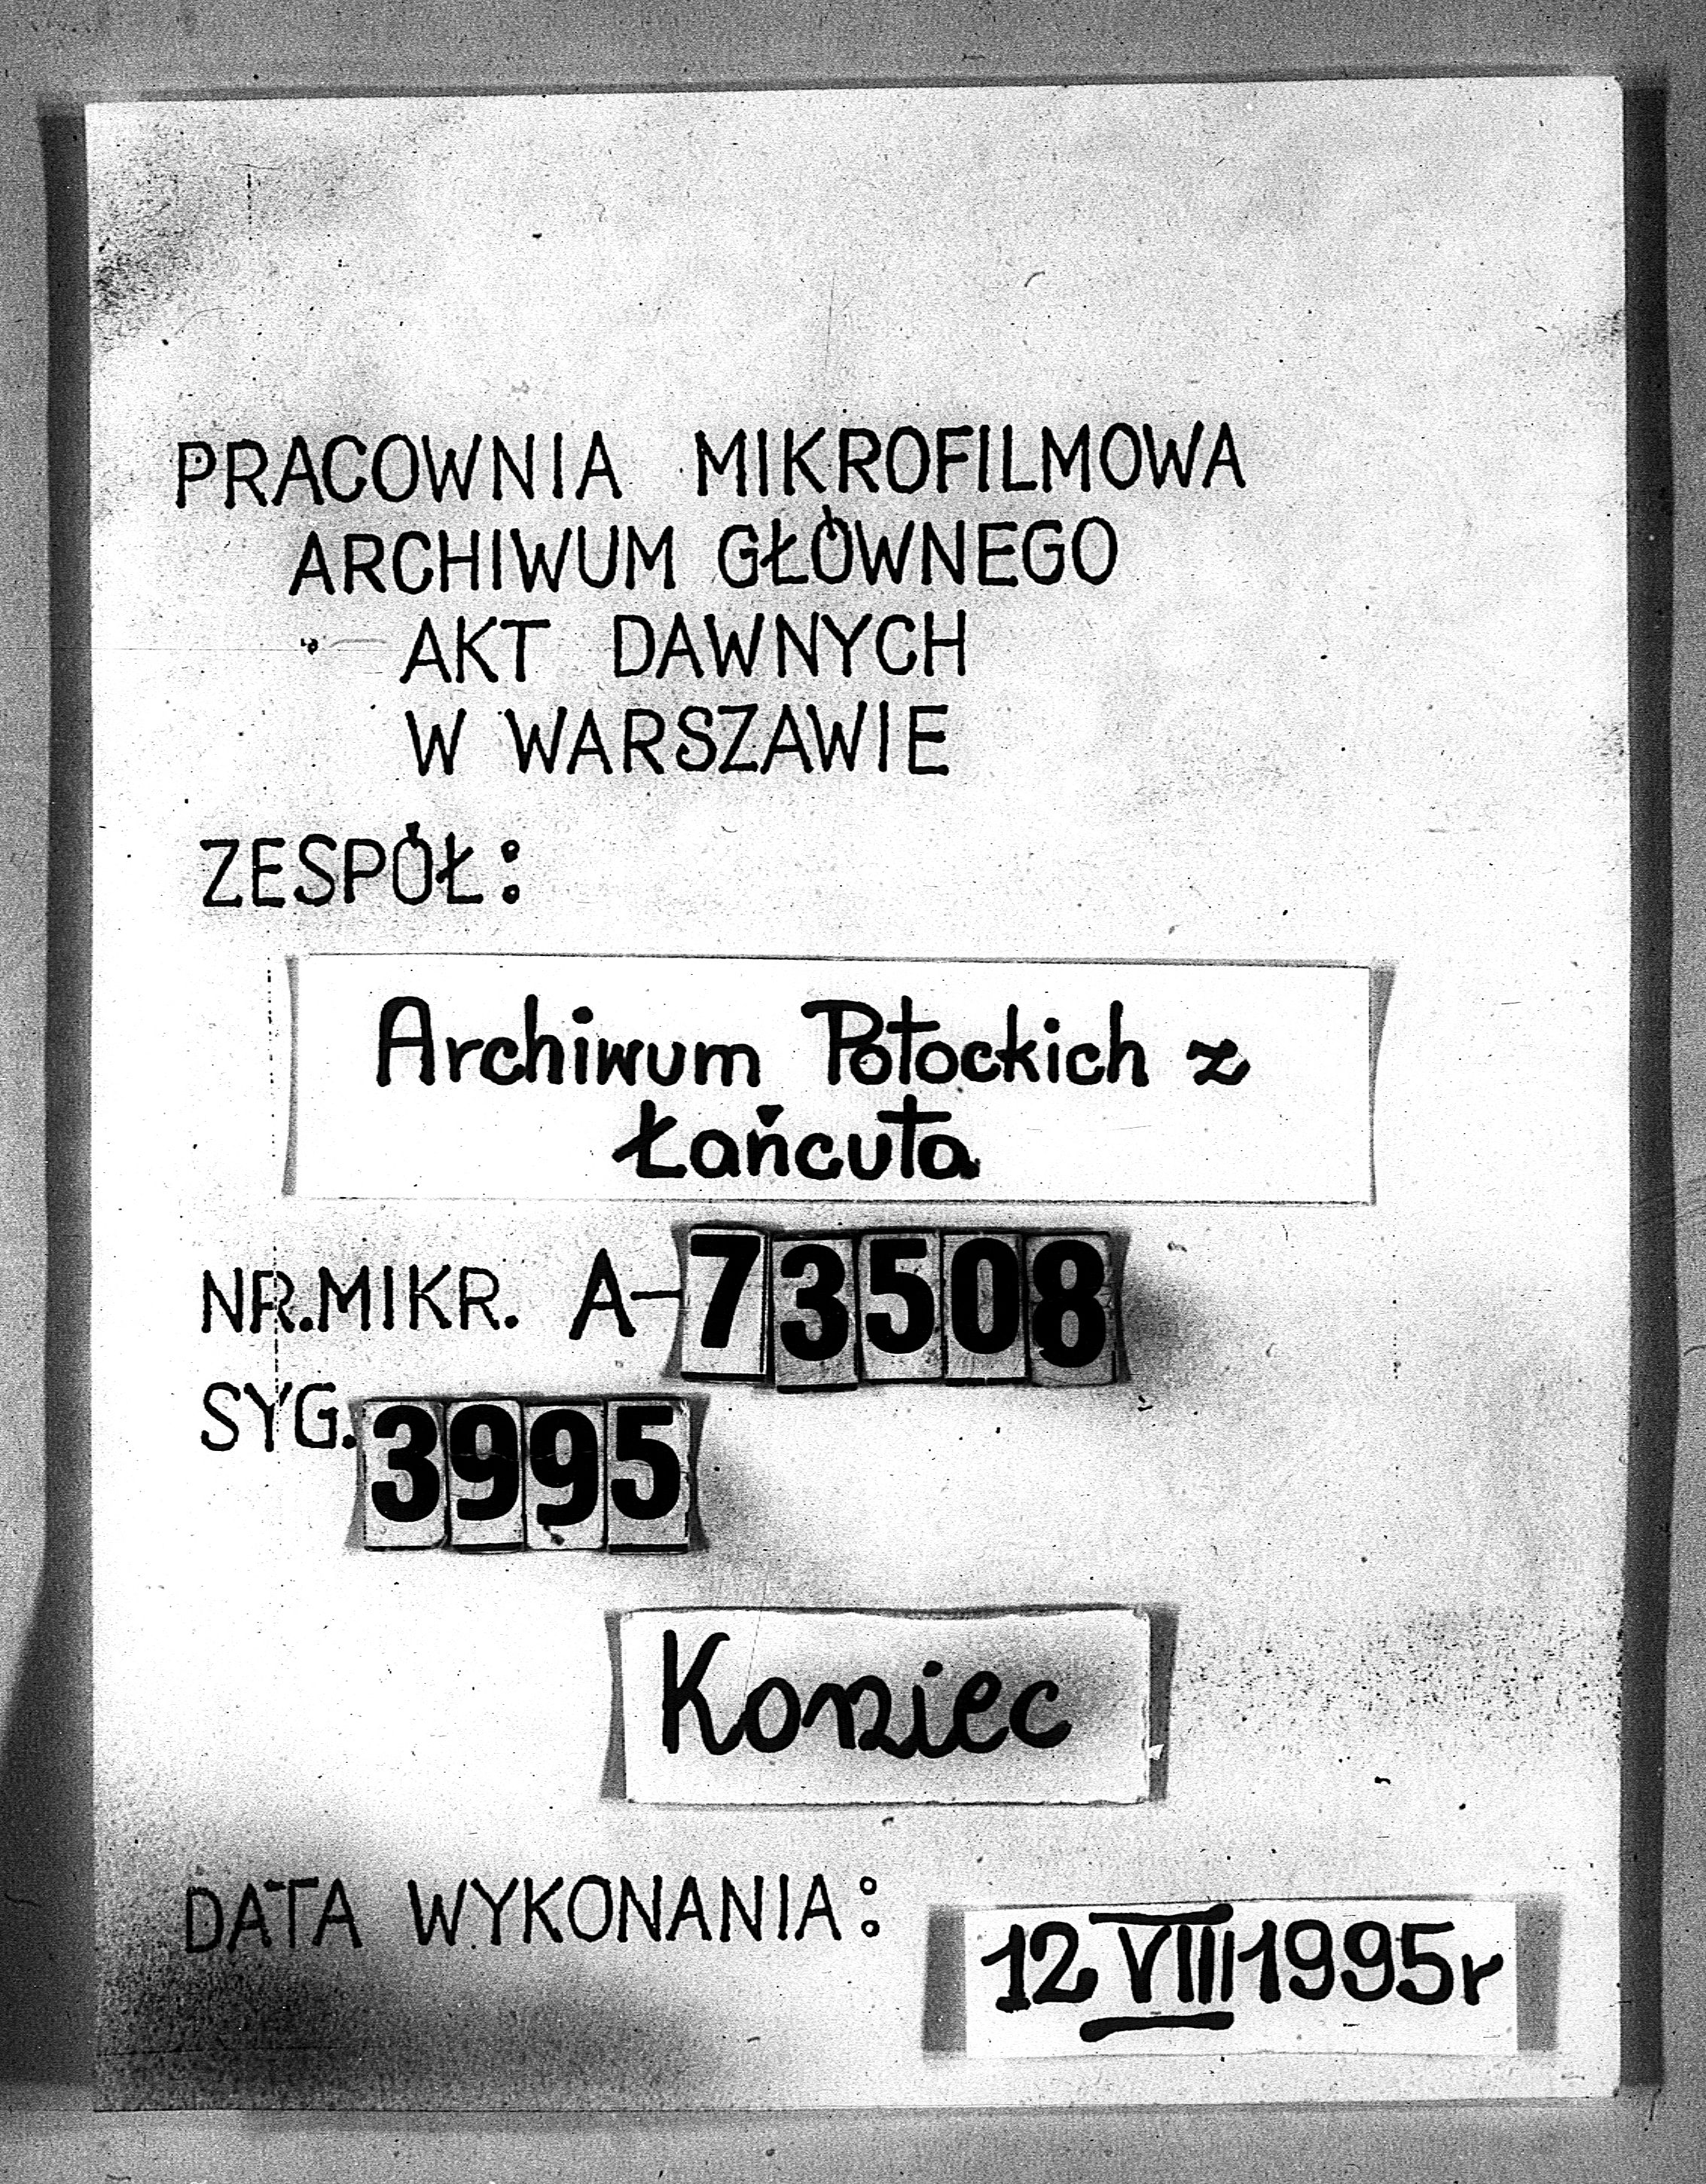 PRACOWNIA MIKROFILMOWA
ARCHIWUM GŁÓWNEGO
AKT DAWNYCH
W WARSZAWIE
ZESPÓŁ:
Archiwum Potockich z
Łańcuta
NR.MIKR. A-73508
SYG. 3995
Koniec
DATA WYKONANIA: 12 VIII 1995r